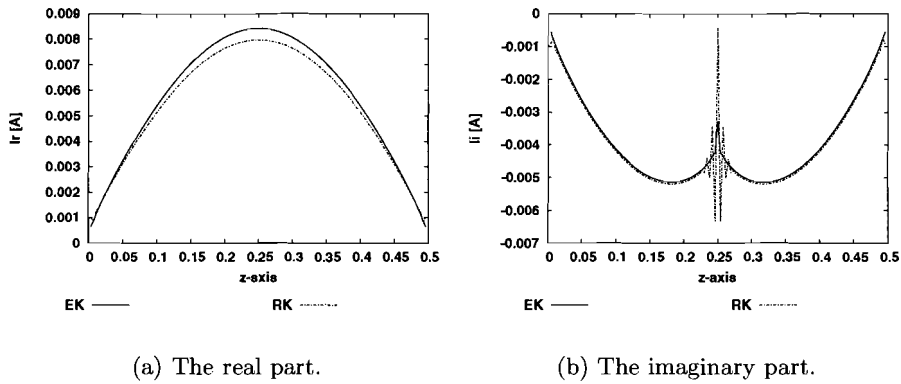 0.009
0.008
0.007
0.006
0.005
0.004
0.003
0.002
0.001
0
Ir [A]
0 0.05 0.1 0.15 0.2 0.25 0.3 0.35 0.4 0.45 0.5
z-axis
EK RK
(a) The real part.
0
-0.001
-0.002
-0.003
-0.004
-0.005
-0.006
-0.007
Ii [A]
0 0.05 0.1 0.15 0.2 0.25 0.3 0.35 0.4 0.45 0.5
z-axis
EK RK
(b) The imaginary part.